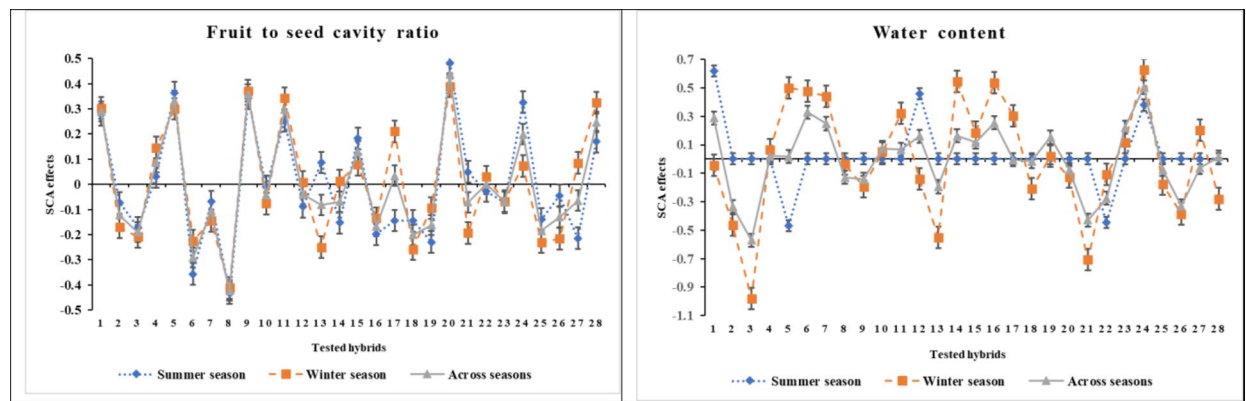 Fruit to seed cavity ratio
0.5
0.4
0.3
0.2
0.1
0
-0.1
-0.2
-0.3
-0.4
-0.5
SCA effects
1 2 3 4 5 6 7 8 9 10 11 12 13 14 15 16 17 18 19 20 21 22 23 24 25 26 27 28
Tested hybrids
Summer season Winter season Across seasons
Water content
0.7
0.5
0.3
0.1
-0.1
-0.3
-0.5
-0.7
-0.9
-1.1
SCA effects
1 2 3 4 5 6 7 8 9 10 11 12 13 14 15 16 17 18 19 20 21 22 23 24 25 26 27 28
Tested hybrids
Summer season Winter season Across seasons